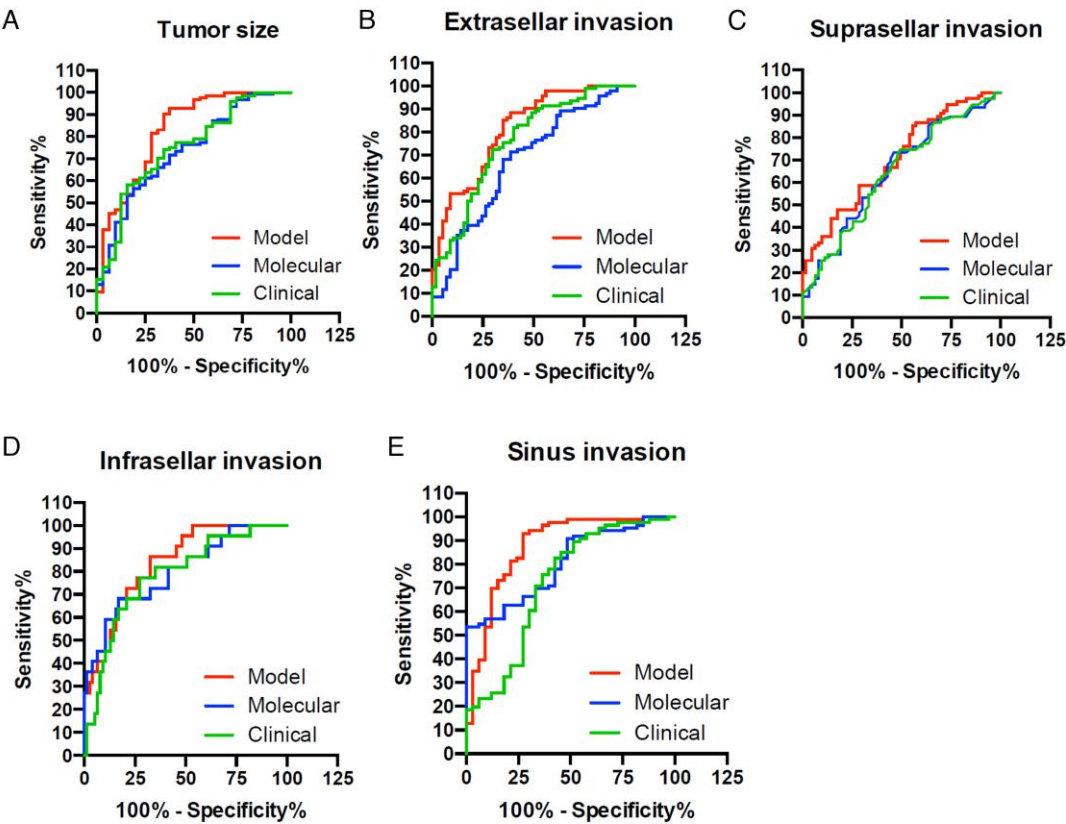 A
Tumor size
110
100
90
80
70
60
50
40
30
20
10
0
Sensitivity%
Model
Molecular
Clinical
0 25 50 75 100 125
100% - Specificity%
B
Extrasellar invasion
110
100
90
80
70
60
50
40
30
20
10
0
Sensitivity%
Model
Molecular
Clinical
0 25 50 75 100 125
100% - Specificity%
C
Suprasellar invasion
110
100
90
80
70
60
50
40
30
20
10
0
Sensitivity%
Model
Molecular
Clinical
0 25 50 75 100 125
100% - Specificity%
D
Infrasellar invasion
110
100
90
80
70
60
50
40
30
20
10
0
Sensitivity%
Model
Molecular
Clinical
0 25 50 75 100 125
100% - Specificity%
E
Sinus invasion
110
100
90
80
70
60
50
40
30
20
10
0
Sensitivity%
Model
Molecular
Clinical
0 25 50 75 100 125
100% - Specificity%